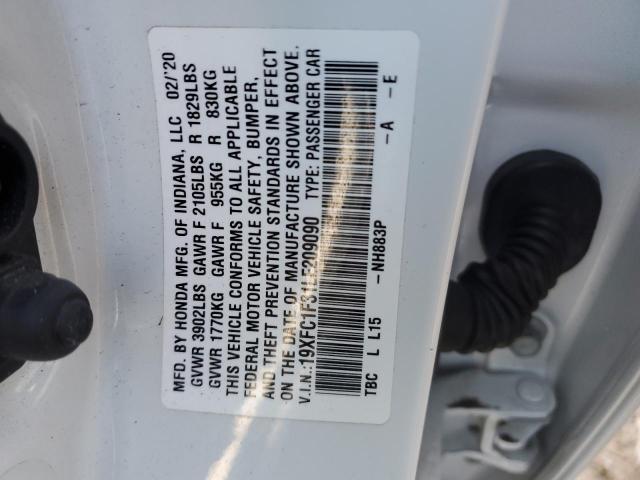 MFD. BY HONDA MFG. OF INDIANA, LLC 02/'20
GVWR 3902LBS GAWR F 2105LBS R 1829LBS
GVWR 1770KG GAWR F 955KG R 830KG
THIS VEHICLE CONFORMS TO ALL APPLICABLE
FEDERAL MOTOR VEHICLE SAFETY, BUMPER,
AND THEFT PREVENTION STANDARDS IN EFFECT
ON THE DATE OF MANUFACTURE SHOWN ABOVE.
V.I.N.:19XFC1F31LE209090 TYPE: PASSENGER CAR
TBC L L15 -NH883P -A -E